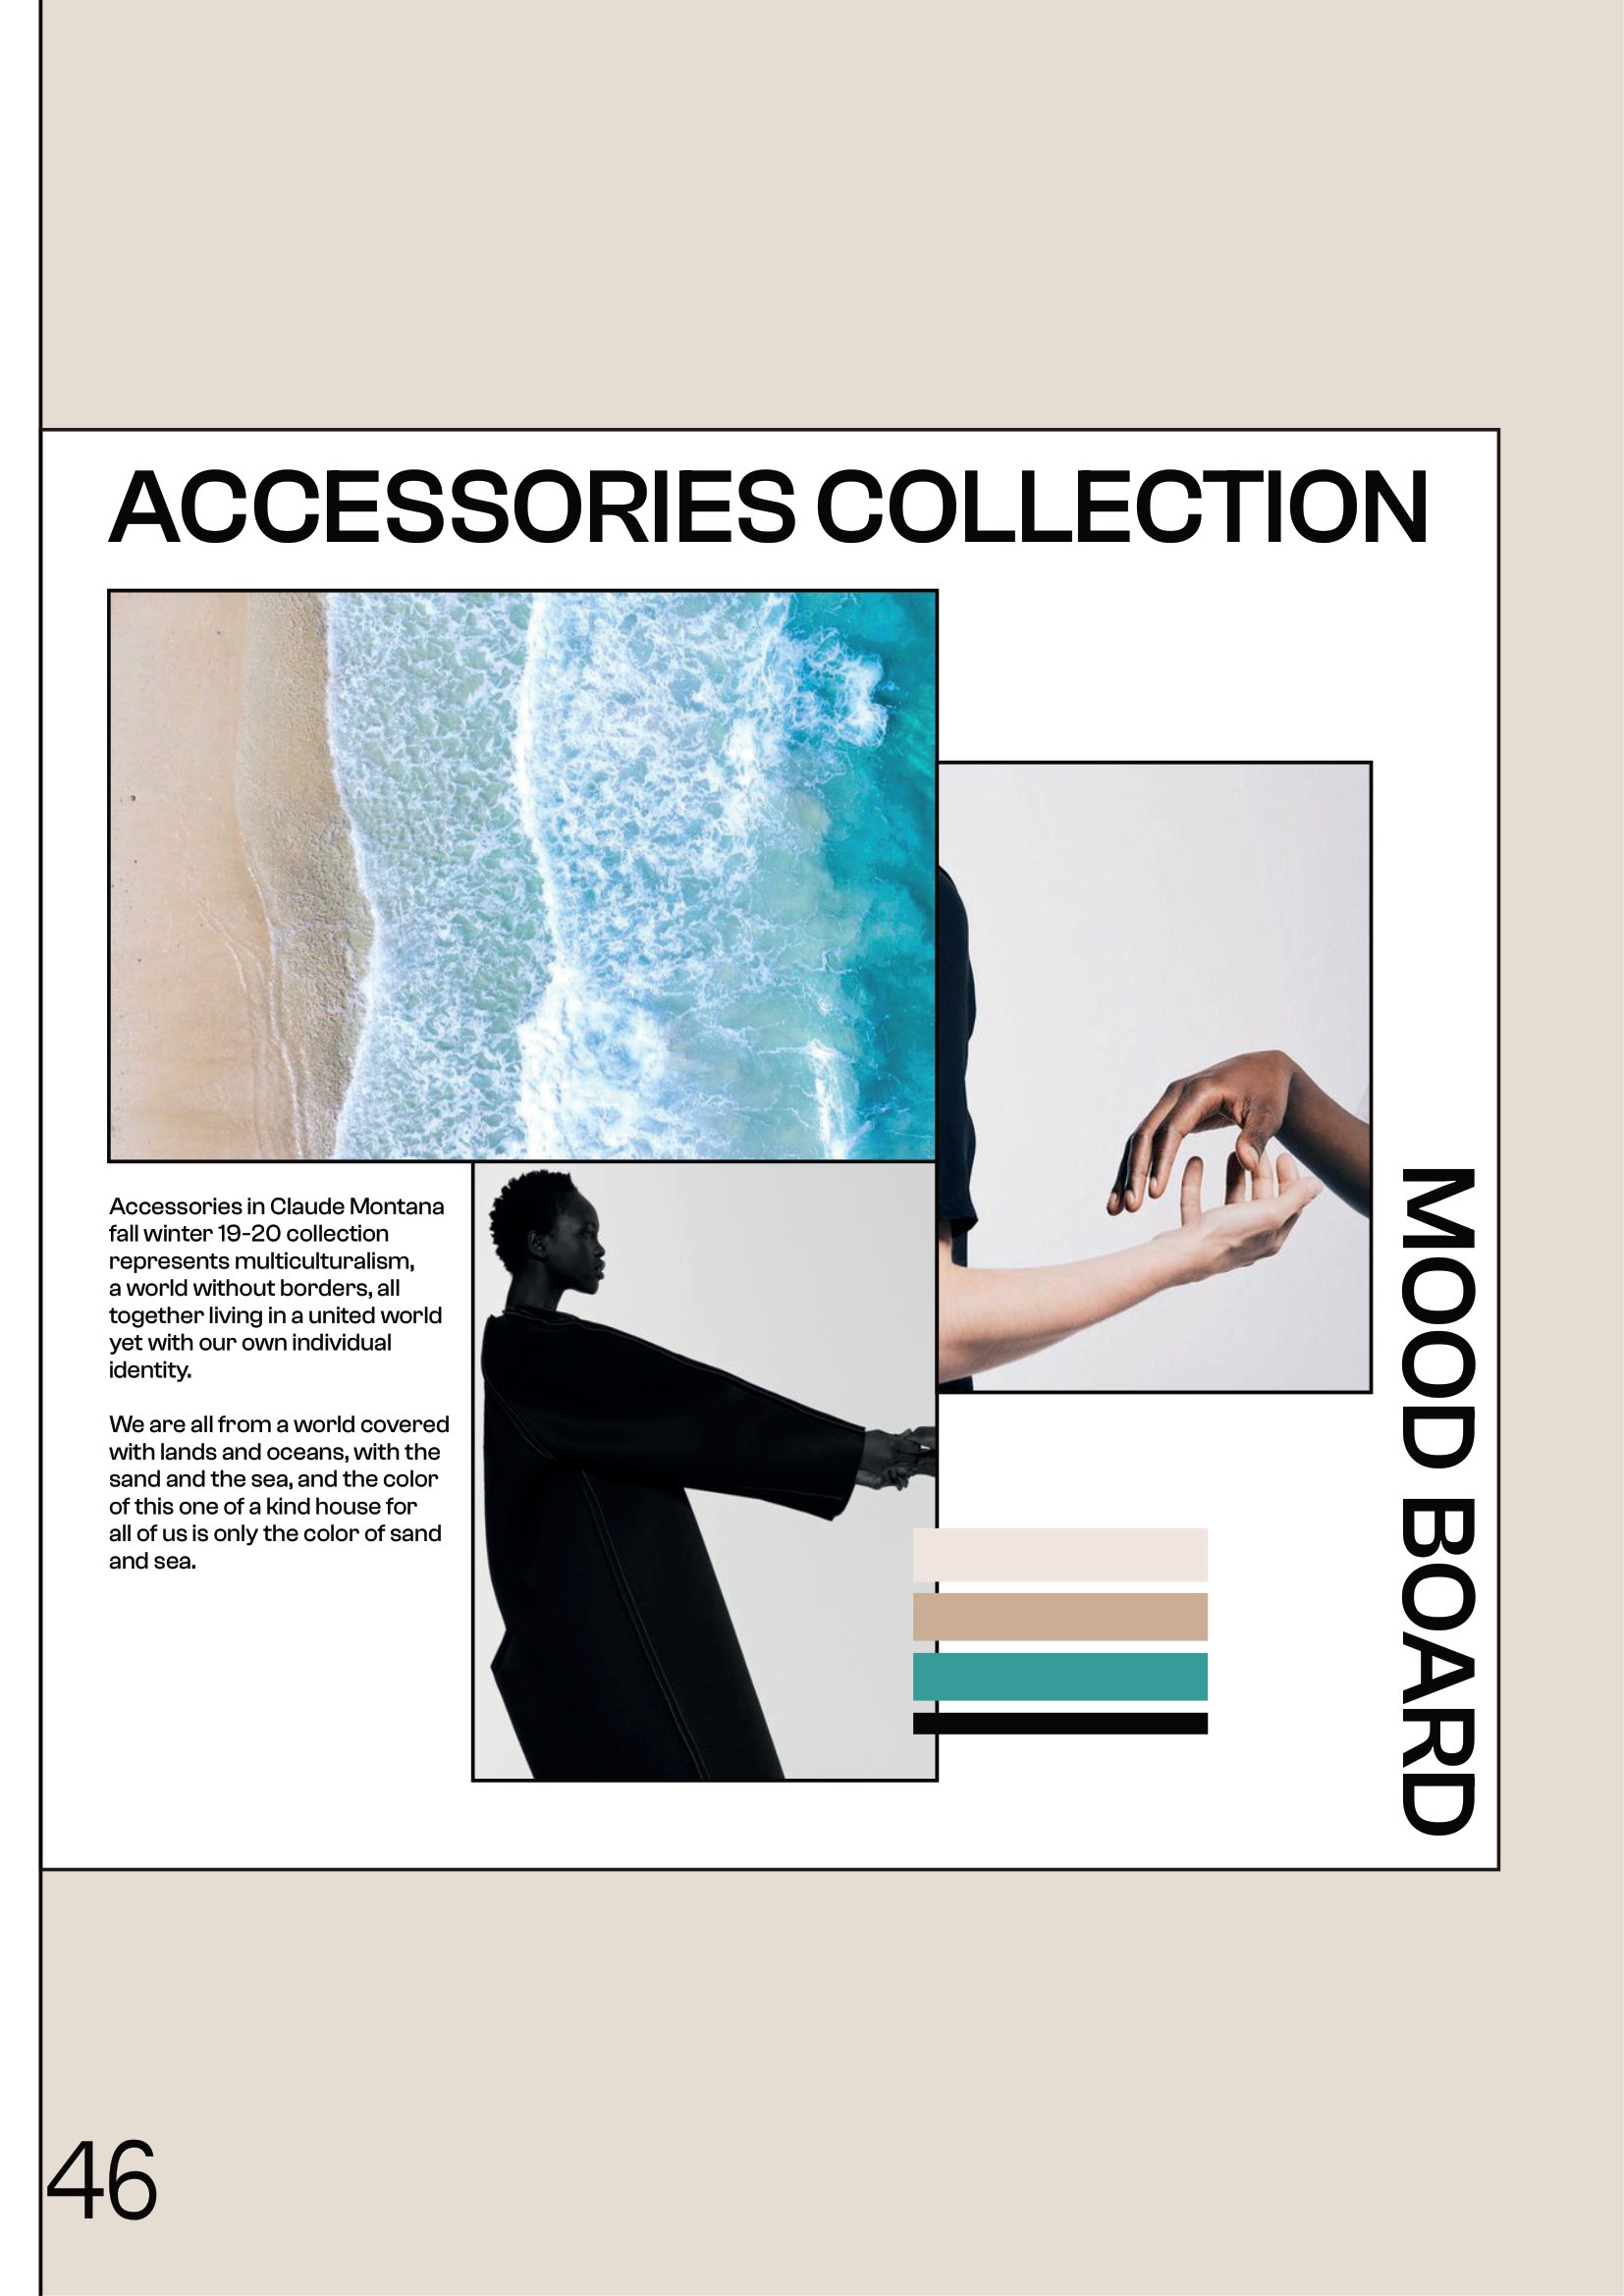 ACCESSORIES COLLECTION
Accessories in Claude Montana
fall winter 19-20 collection
represents multiculturalism,
a world without borders, all
together living in a united world
yet with our own individual
identity.
We are all from a world covered
with lands and oceans, with the
sand and the sea, and the color
of this one of a kind house for
all of us is only the color of sand
and sea.
MOOD BOARD
46